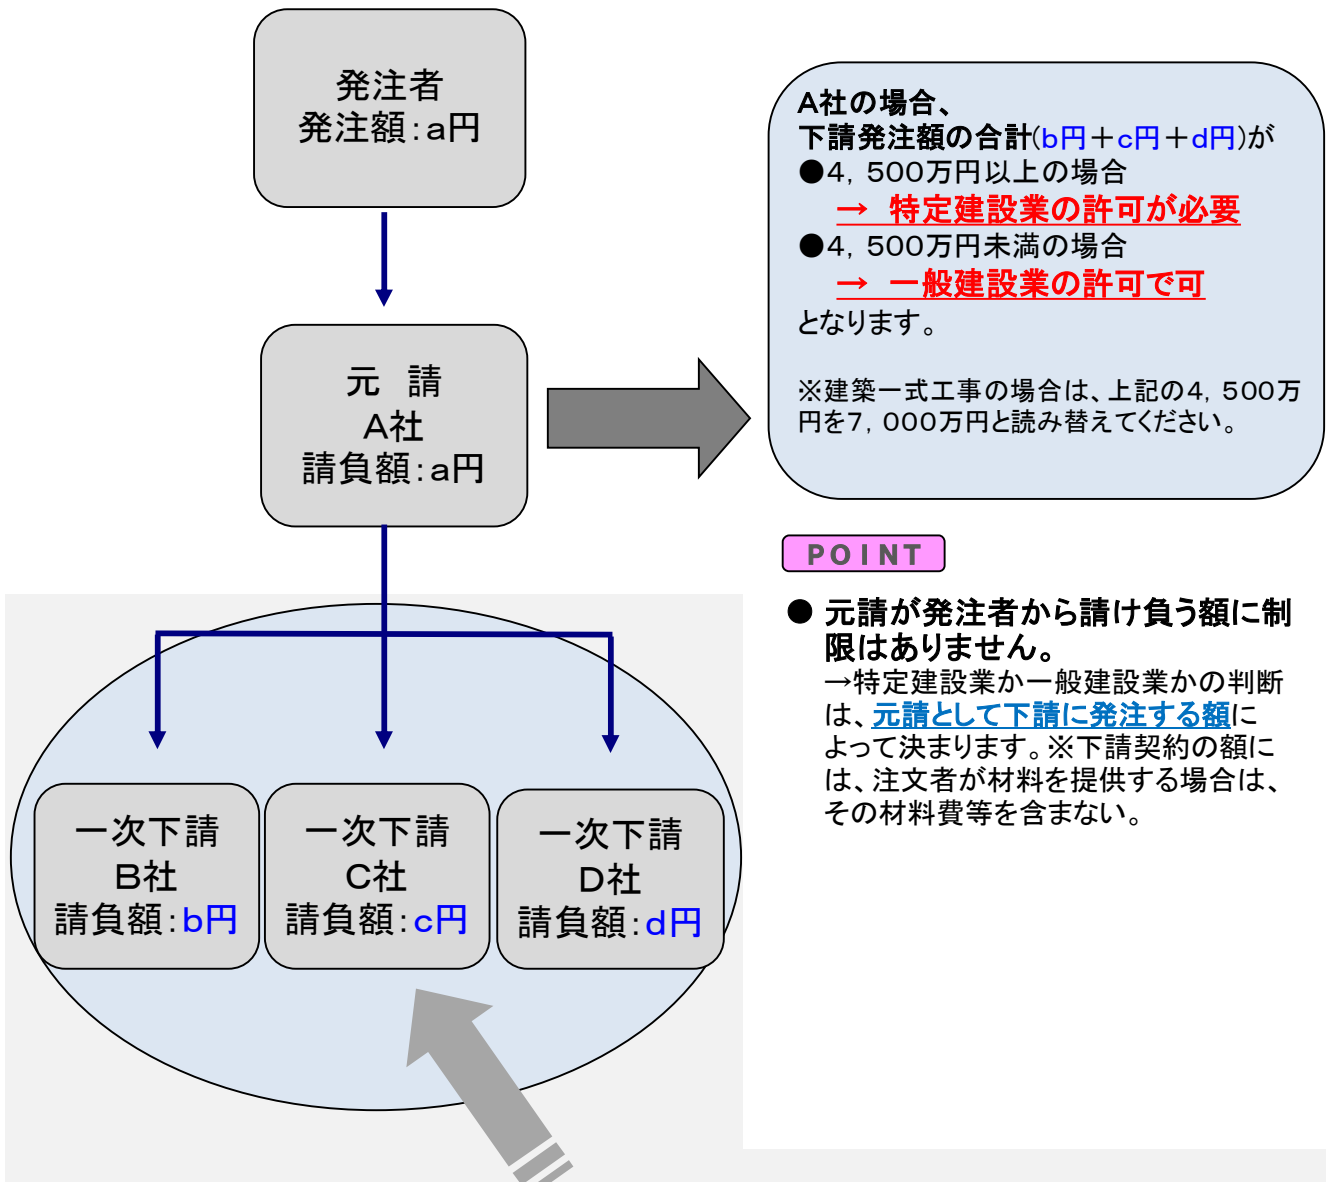 発注者
発注額：a円
元　請
A社
請負額：a円
A社の場合、
下請発注額の合計(b円＋c円＋d円)が
●4，500万円以上の場合
→　特定建設業の許可が必要
●4，500万円未満の場合
→　一般建設業の許可で可
となります。
※建築一式工事の場合は、上記の4，500万
円を7，000万円と読み替えてください。
ＰＯＩＮＴ
● 元請が発注者から請け負う額に制
限はありません。
→特定建設業か一般建設業かの判断
は、元請として下請に発注する額に
よって決まります。※下請契約の額に
は、注文者が材料を提供する場合は、
その材料費等を含まない。
一次下請
B社
請負額：b円
一次下請
C社
請負額：c円
一次下請
D社
請負額：d円